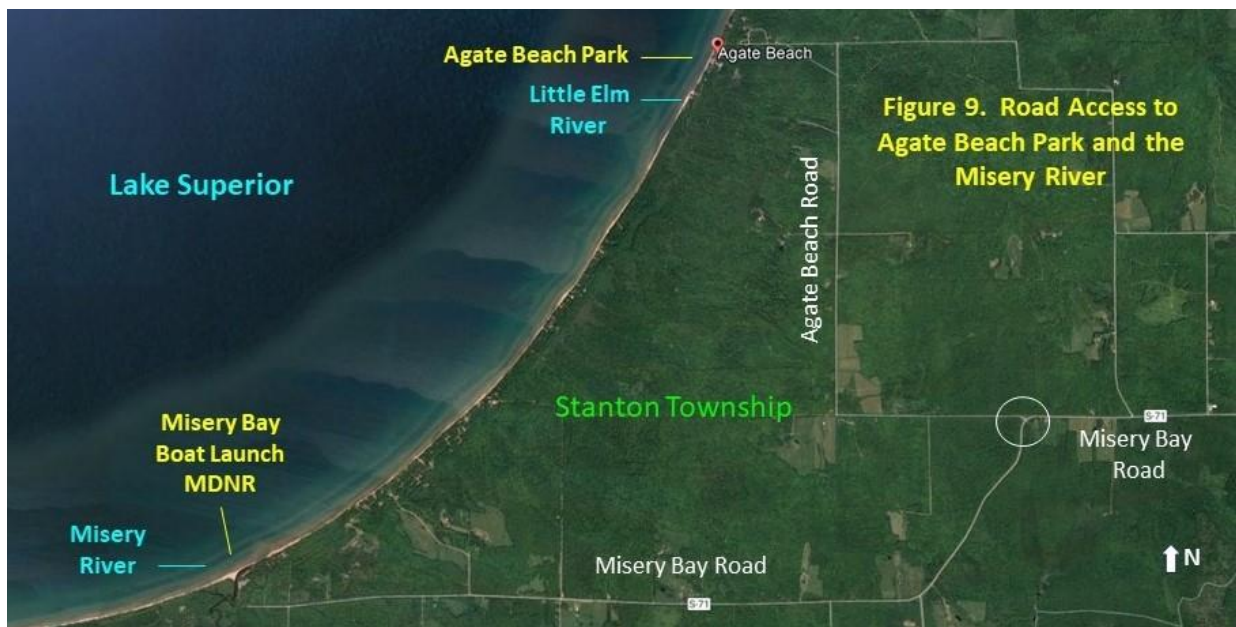 Agate Beach Park
Agate Beach
Little Elm
River
Figure 9. Road Access to
Agate Beach Park and the
Misery River
Lake Superior
Agate Beach Road
Stanton Township
S-71
Misery Bay
Road
Misery Bay
Boat Launch
MDNR
Misery
River
Misery Bay Road
N
S-71